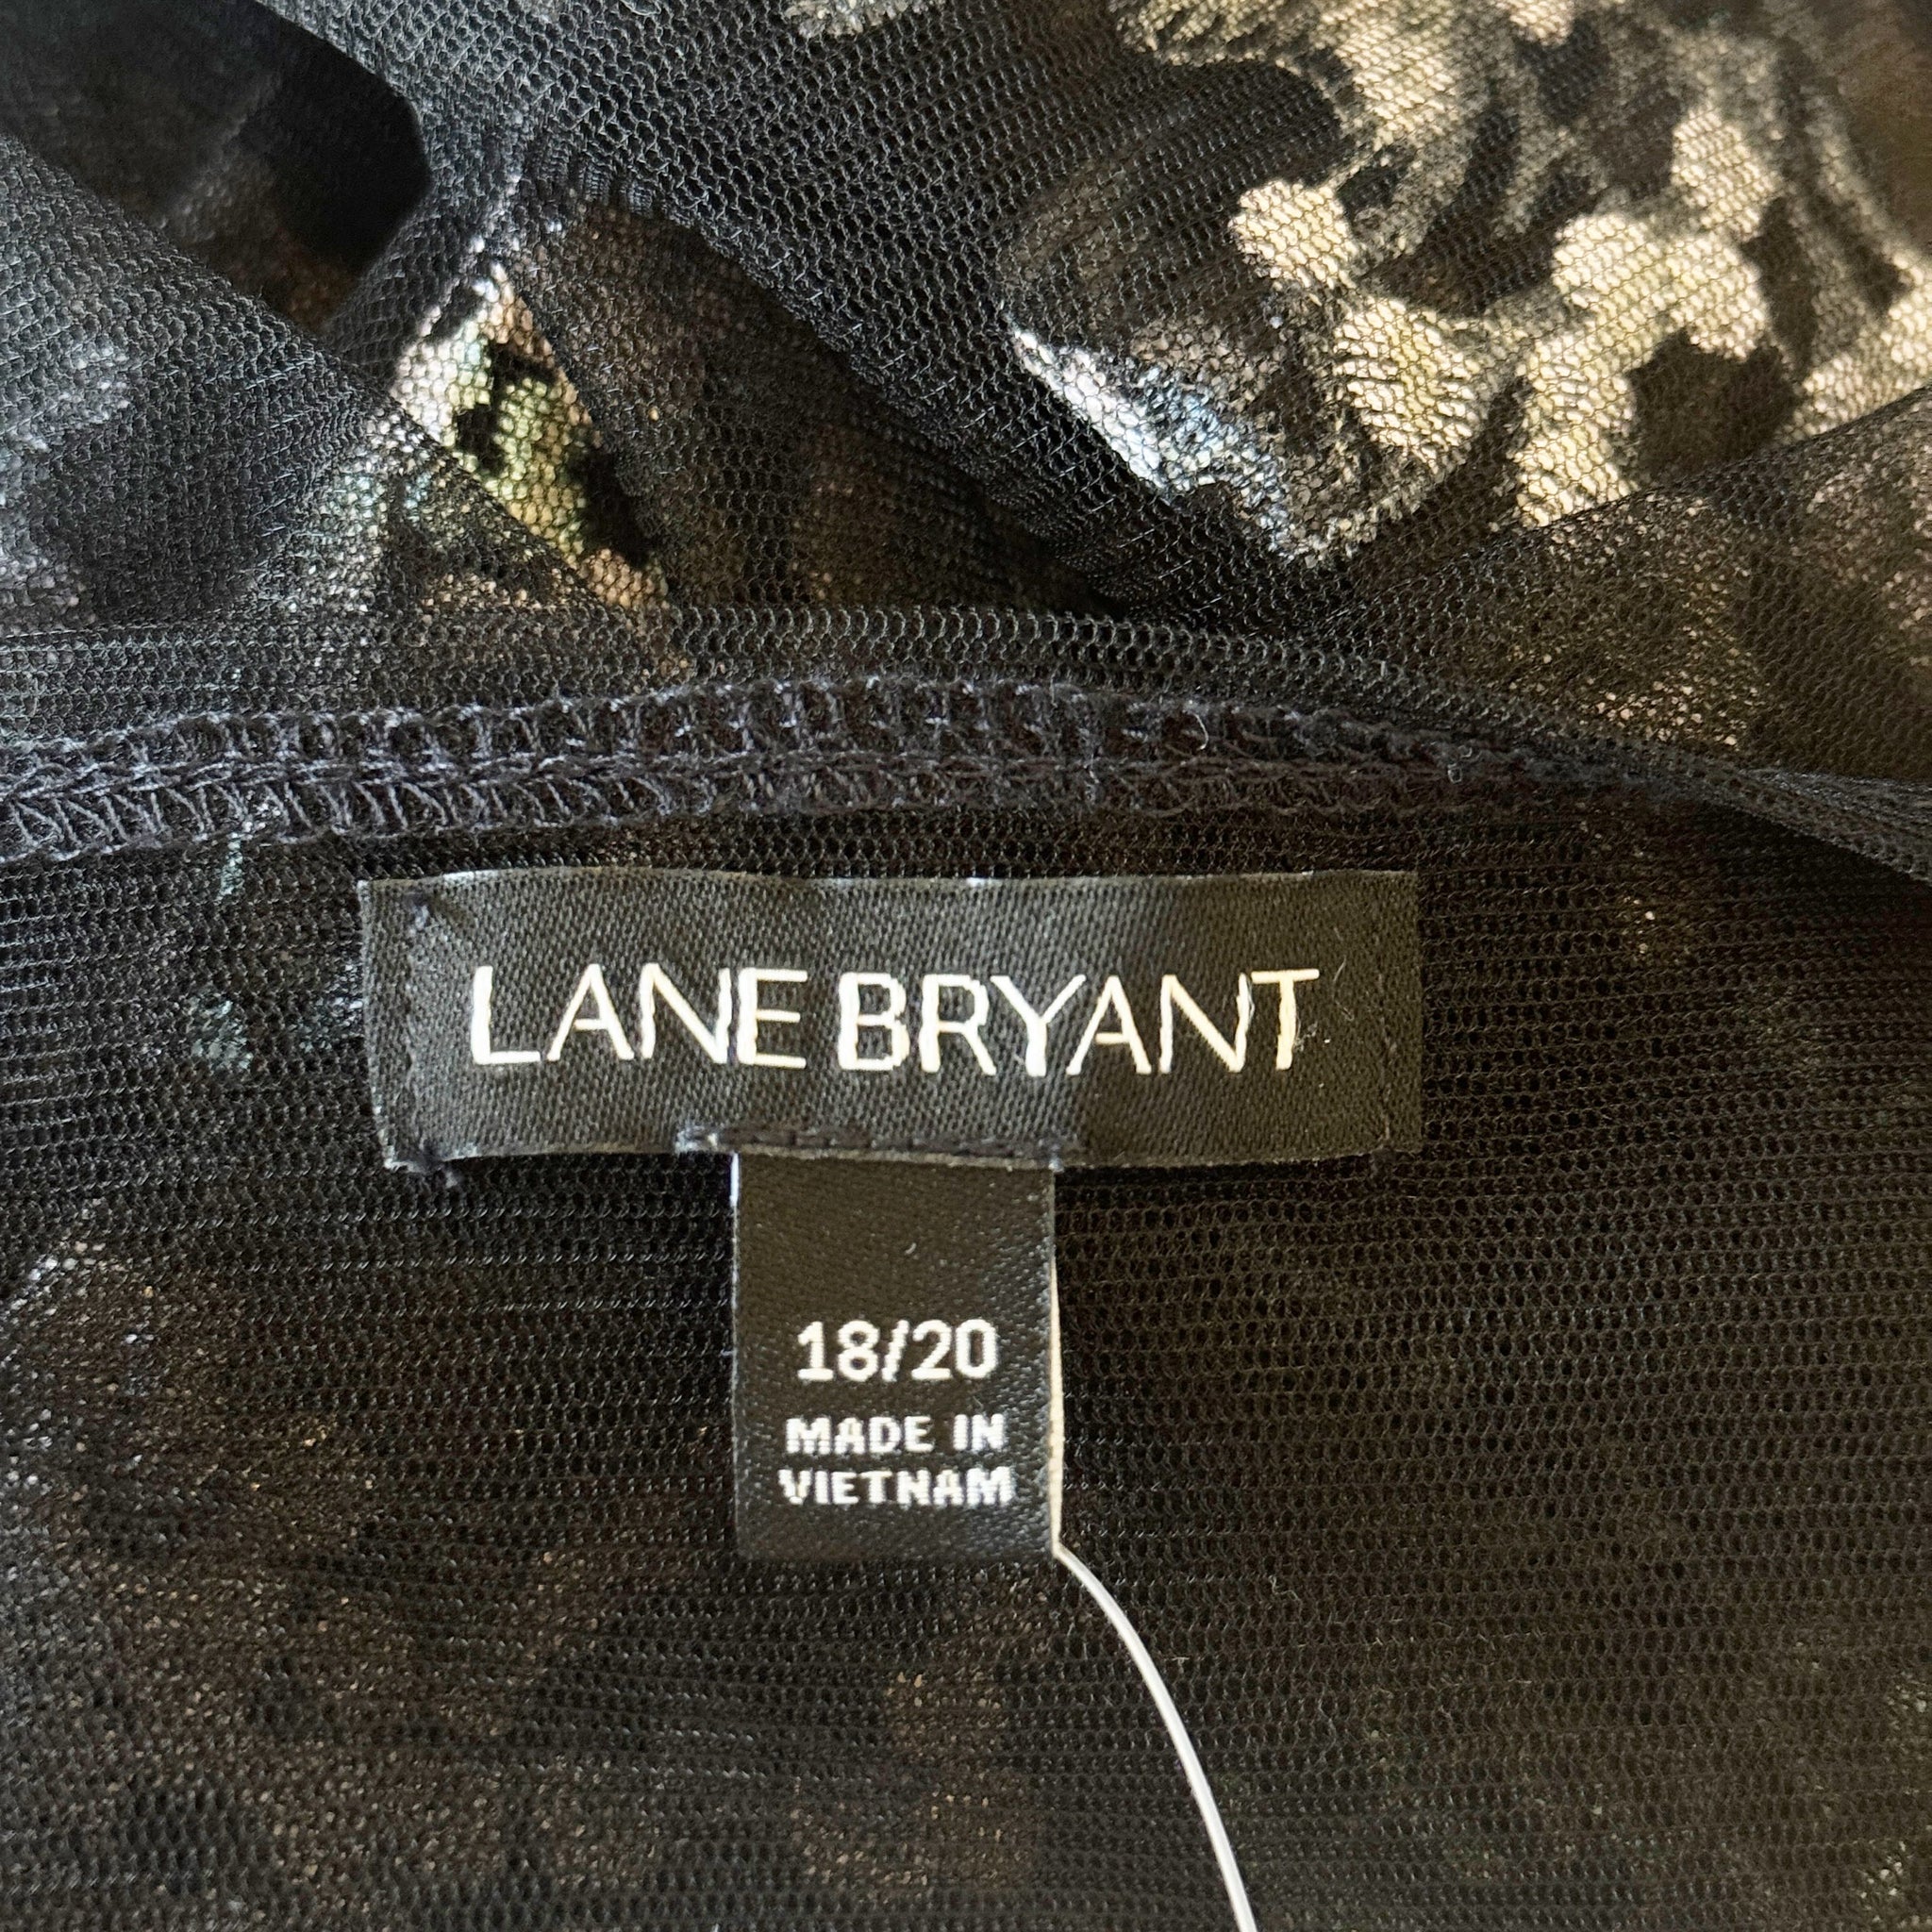 LANE BRYANT
18/20
MADE IN
VIETNAM